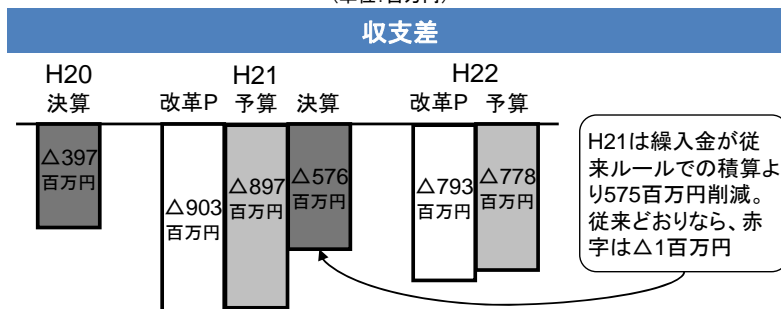 収支差
H20
決算
H21
改革P 予算 決算
H22
改革P 予算
△397
百万円
△903
百万円
△897
百万円
△576
百万円
△793
百万円
△778
百万円
H21は繰入金が従
来ルールでの積算よ
り575百万円削減。
従来どおりなら、赤
字は△1百万円